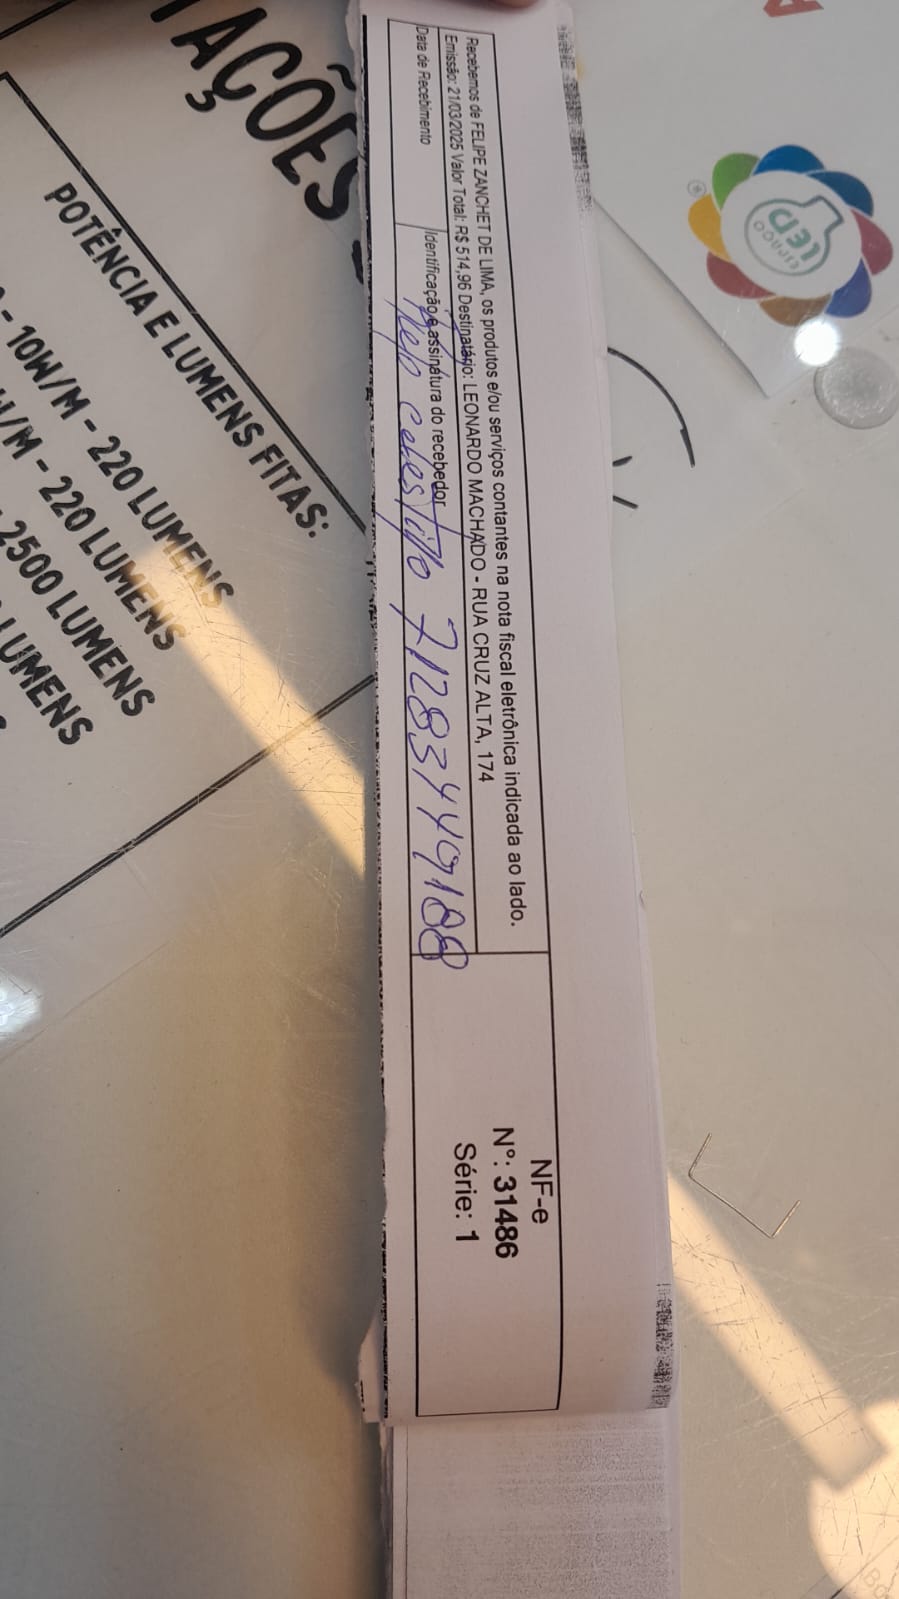 Recebemos de FELIPE ZANCHET DE LIMA, os produtos e/ou serviços contantes na nota fiscal eletrônica indicada ao lado.
Emissão: 21/03/2025 Valor Total: R$ 514,96 Destinatário: LEONARDO MACHADO - RUA CRUZ ALTA, 174
Data de Recebimento
Identificação e assinatura do recebedor
71283449188
NF-e
Nº: 31486
Série: 1
AÇÕES
POTÊNCIA E LUMENS FITAS:
- 10W/M - 220 LUMENS
W/M - 220 LUMENS
2500 LUMENS
LUMENS
LED